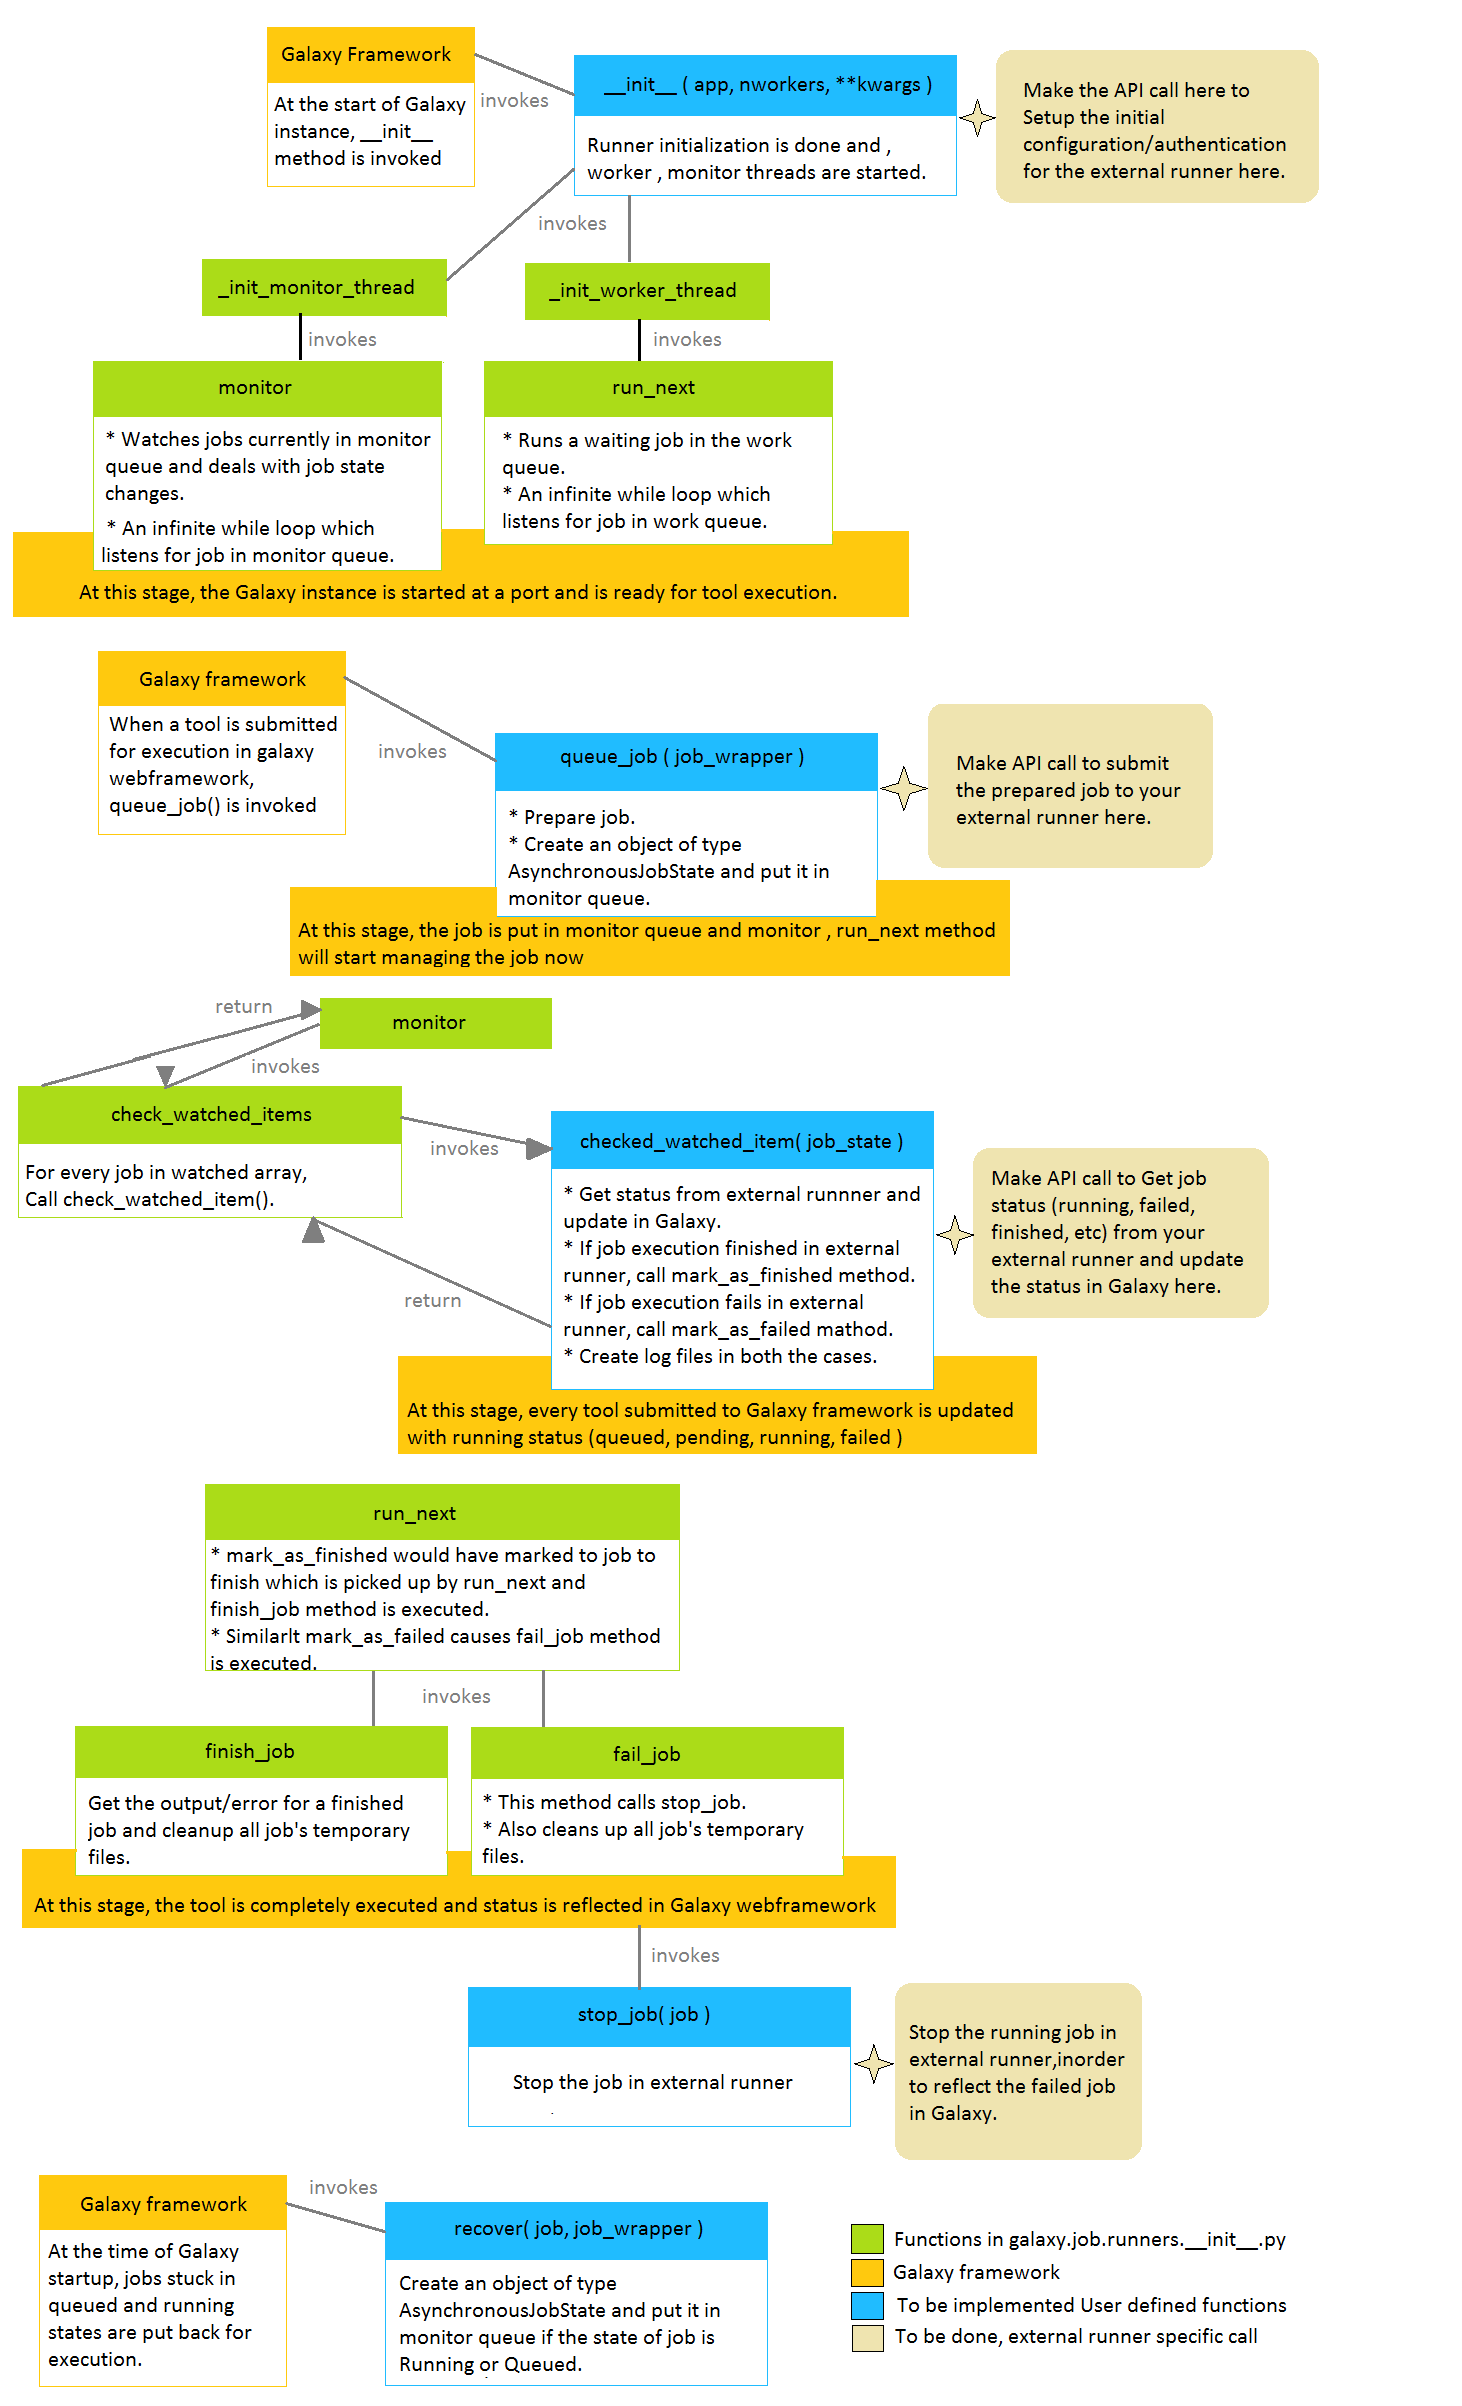 Galaxy Framework
At the start of Galaxy
instance, __init__
method is invoked
invokes
__init__ ( app, nworkers, **kwargs )
Runner initialization is done and ,
worker , monitor threads are started.
Make the API call here to
Setup the initial
configuration/authentication
for the external runner here.
invokes
_init_monitor_thread
_init_worker_thread
invokes
invokes
monitor
* Watches jobs currently in monitor
queue and deals with job state
changes.
* An infinite while loop which
listens for job in monitor queue.
run_next
* Runs a waiting job in the work
queue.
* An infinite while loop which
listens for job in work queue.
At this stage, the Galaxy instance is started at a port and is ready for tool execution.
Galaxy framework
When a tool is submitted
for execution in galaxy
webframework,
queue_job() is invoked
invokes
queue_job ( job_wrapper )
* Prepare job.
* Create an object of type
AsynchronousJobState and put it in
monitor queue.
Make API call to submit
the prepared job to your
external runner here.
At this stage, the job is put in monitor queue and monitor , run_next method
will start managing the job now
return
monitor
invokes
check_watched_items
For every job in watched array,
Call check_watched_item().
invokes
return
checked_watched_item( job_state )
* Get status from external runnner and
update in Galaxy.
* If job execution finished in external
runner, call mark_as_finished method.
* If job execution fails in external
runner, call mark_as_failed mathod.
* Create log files in both the cases.
Make API call to Get job
status (running, failed,
finished, etc) from your
external runner and update
the status in Galaxy here.
At this stage, every tool submitted to Galaxy framework is updated
with running status (queued, pending, running, failed )
run_next
* mark_as_finished would have marked to job to
finish which is picked up by run_next and
finish_job method is executed.
* Similarlt mark_as_failed causes fail_job method
is executed.
invokes
finish_job
Get the output/error for a finished
job and cleanup all job's temporary
files.
fail_job
* This method calls stop_job.
* Also cleans up all job's temporary
files.
At this stage, the tool is completely executed and status is reflected in Galaxy webframework
invokes
stop_job( job )
Stop the job in external runner
Stop the running job in
external runner,inorder
to reflect the failed job
in Galaxy.
Galaxy framework
At the time of Galaxy
startup, jobs stuck in
queued and running
states are put back for
execution.
invokes
recover( job, job_wrapper )
Create an object of type
AsynchronousJobState and put it in
monitor queue if the state of job is
Running or Queued.
Functions in galaxy.job.runners.__init__.py
Galaxy framework
To be implemented User defined functions
To be done, external runner specific call